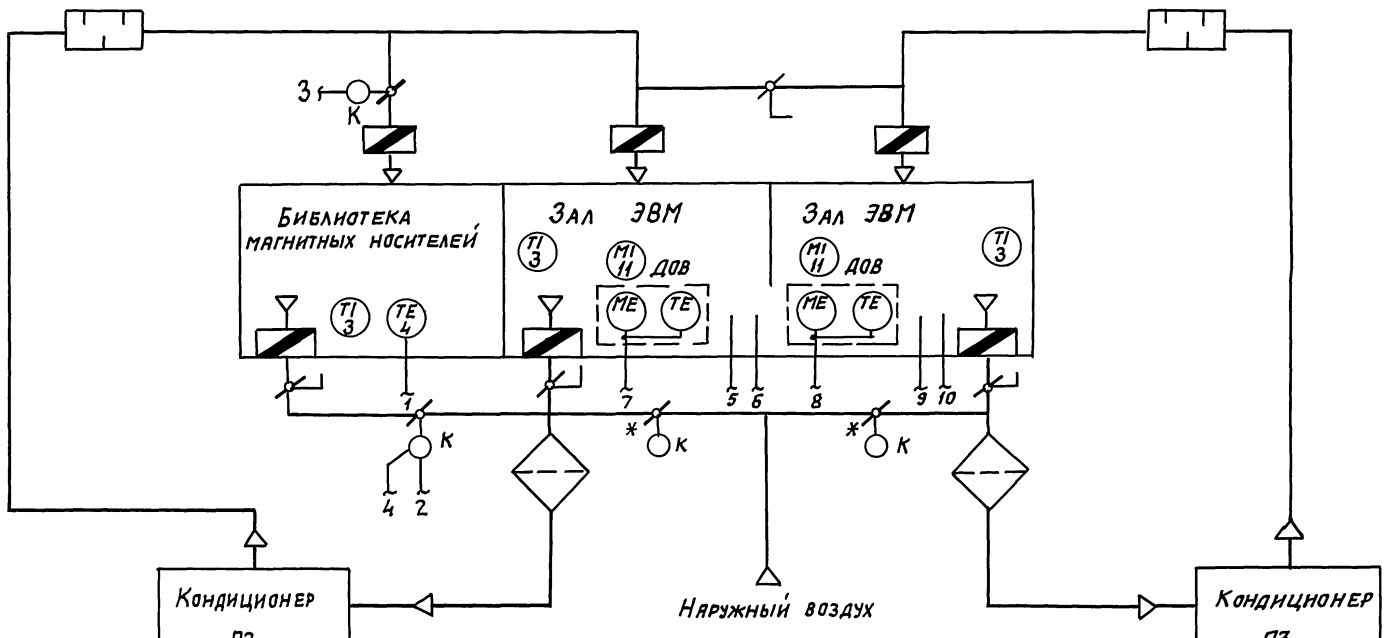 3
К
БИБЛИОТЕКА
МАГНИТНЫХ НОСИТЕЛЕЙ
ЗАЛ ЭВМ
ЗАЛ ЭВМ
TI
3
MI
11
ДОВ
MI
11
ДОВ
TI
3
TI
3
TE
4
ME
TE
ME
TE
1
7
5
6
8
9
10
К
4
2
*
К
*
К
НАРУЖНЫЙ ВОЗДУХ
КОНДИЦИОНЕР
КОНДИЦИОНЕР